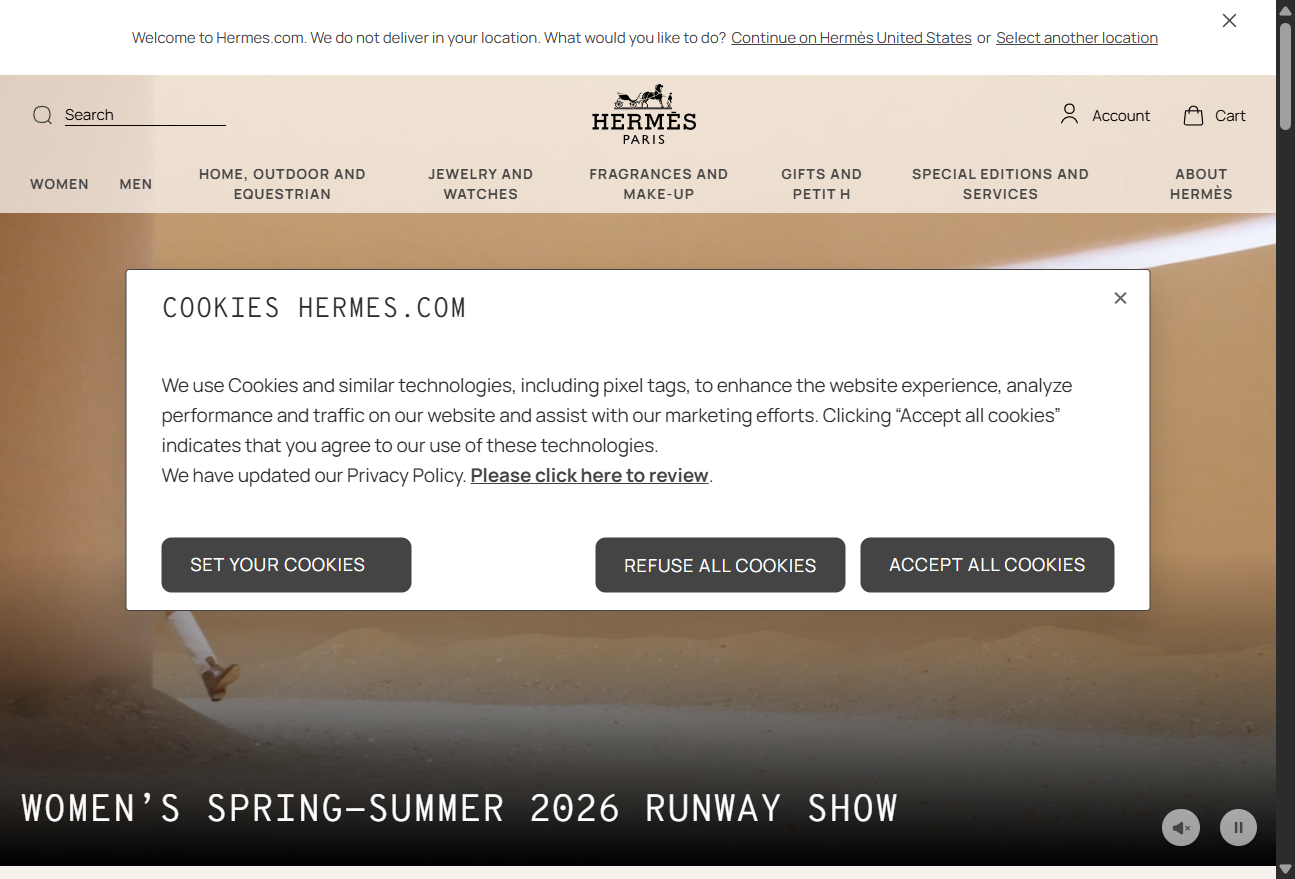 Welcome to Hermes.com. We do not deliver in your location. What would you like to do? Continue on Hermès United States or Select another location
Search
HERMÈS
PARIS
Account
Cart
WOMEN
MEN
HOME, OUTDOOR AND
EQUESTRIAN
JEWELRY AND
WATCHES
FRAGRANCES AND
MAKE-UP
GIFTS AND
PETIT H
SPECIAL EDITIONS AND
SERVICES
ABOUT
HERMÈS
COOKIES HERMES.COM
We use Cookies and similar technologies, including pixel tags, to enhance the website experience, analyze
performance and traffic on our website and assist with our marketing efforts. Clicking “Accept all cookies”
indicates that you agree to our use of these technologies.
We have updated our Privacy Policy. Please click here to review.
SET YOUR COOKIES
REFUSE ALL COOKIES
ACCEPT ALL COOKIES
WOMEN’S SPRING–SUMMER 2026 RUNWAY SHOW